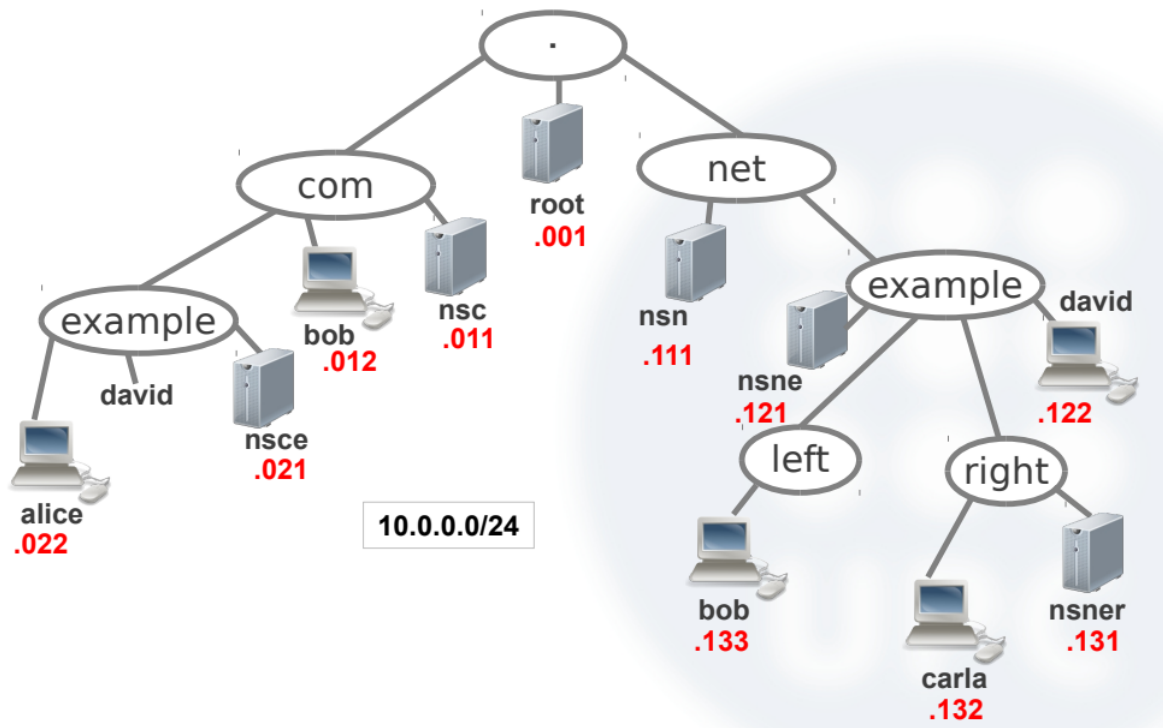 .
com
root
.001
net
example
bob
.012
nsc
.011
nsn
.111
example
david
.122
david
nsce
.021
nsne
.121
left
right
alice
.022
10.0.0.0/24
bob
.133
carla
.132
nsner
.131